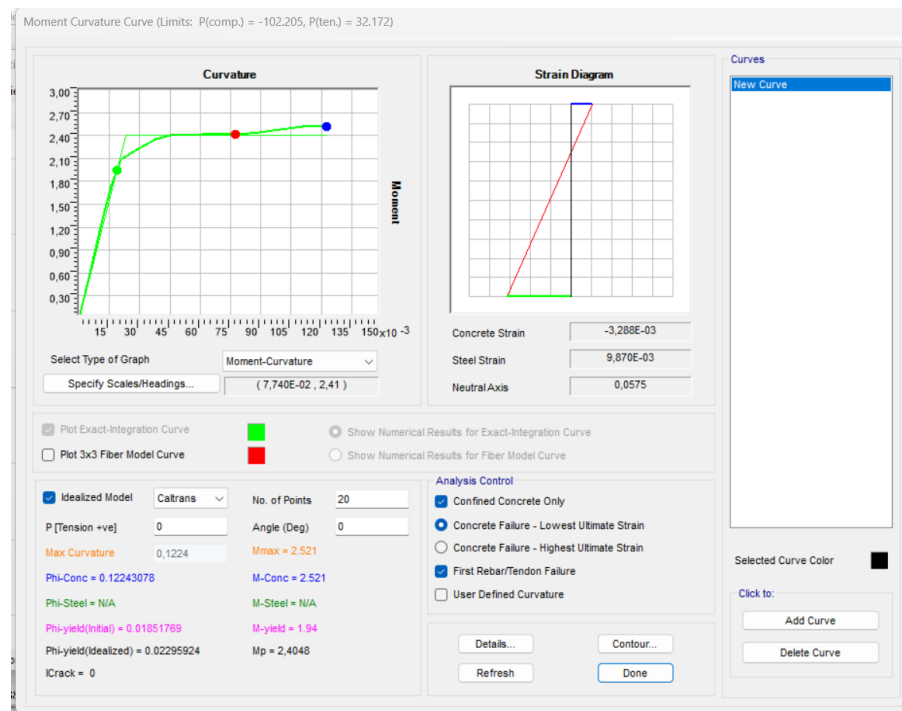 Moment Curvature Curve (Limits: P(comp.) = -102.205, P(ten.) = 32.172)
Curvature
3,00
2,70
2,40
2,10
1,80
1,50
1,20
0,90
0,60
0,30
Moment
15 30 45 60 75 90 105 120 135 150 x10 -3
Select Type of Graph
Moment-Curvature
Specify Scales/Headings...
( 7,740E-02 , 2,41 )
Strain Diagram
Concrete Strain
-3,288E-03
Steel Strain
9,870E-03
Neutral Axis
0,0575
Curves
New Curve
Plot Exact-Integration Curve
Show Numerical Results for Exact-Integration Curve
Plot 3x3 Fiber Model Curve
Show Numerical Results for Fiber Model Curve
Idealized Model
Caltrans
No. of Points
20
P [Tension +ve]
0
Angle (Deg)
0
Max Curvature
0,1224
Mmax = 2.521
Phi-Conc = 0.12243078
M-Conc = 2.521
Phi-Steel = N/A
M-Steel = N/A
Phi-yield(Initial) = 0.01851769
M-yield = 1.94
Phi-yield(Idealized) = 0.02295924
Mp = 2,4048
ICrack = 0
Analysis Control
Confined Concrete Only
Concrete Failure - Lowest Ultimate Strain
Concrete Failure - Highest Ultimate Strain
First Rebar/Tendon Failure
User Defined Curvature
Details...
Contour...
Refresh
Done
Selected Curve Color
Click to:
Add Curve
Delete Curve